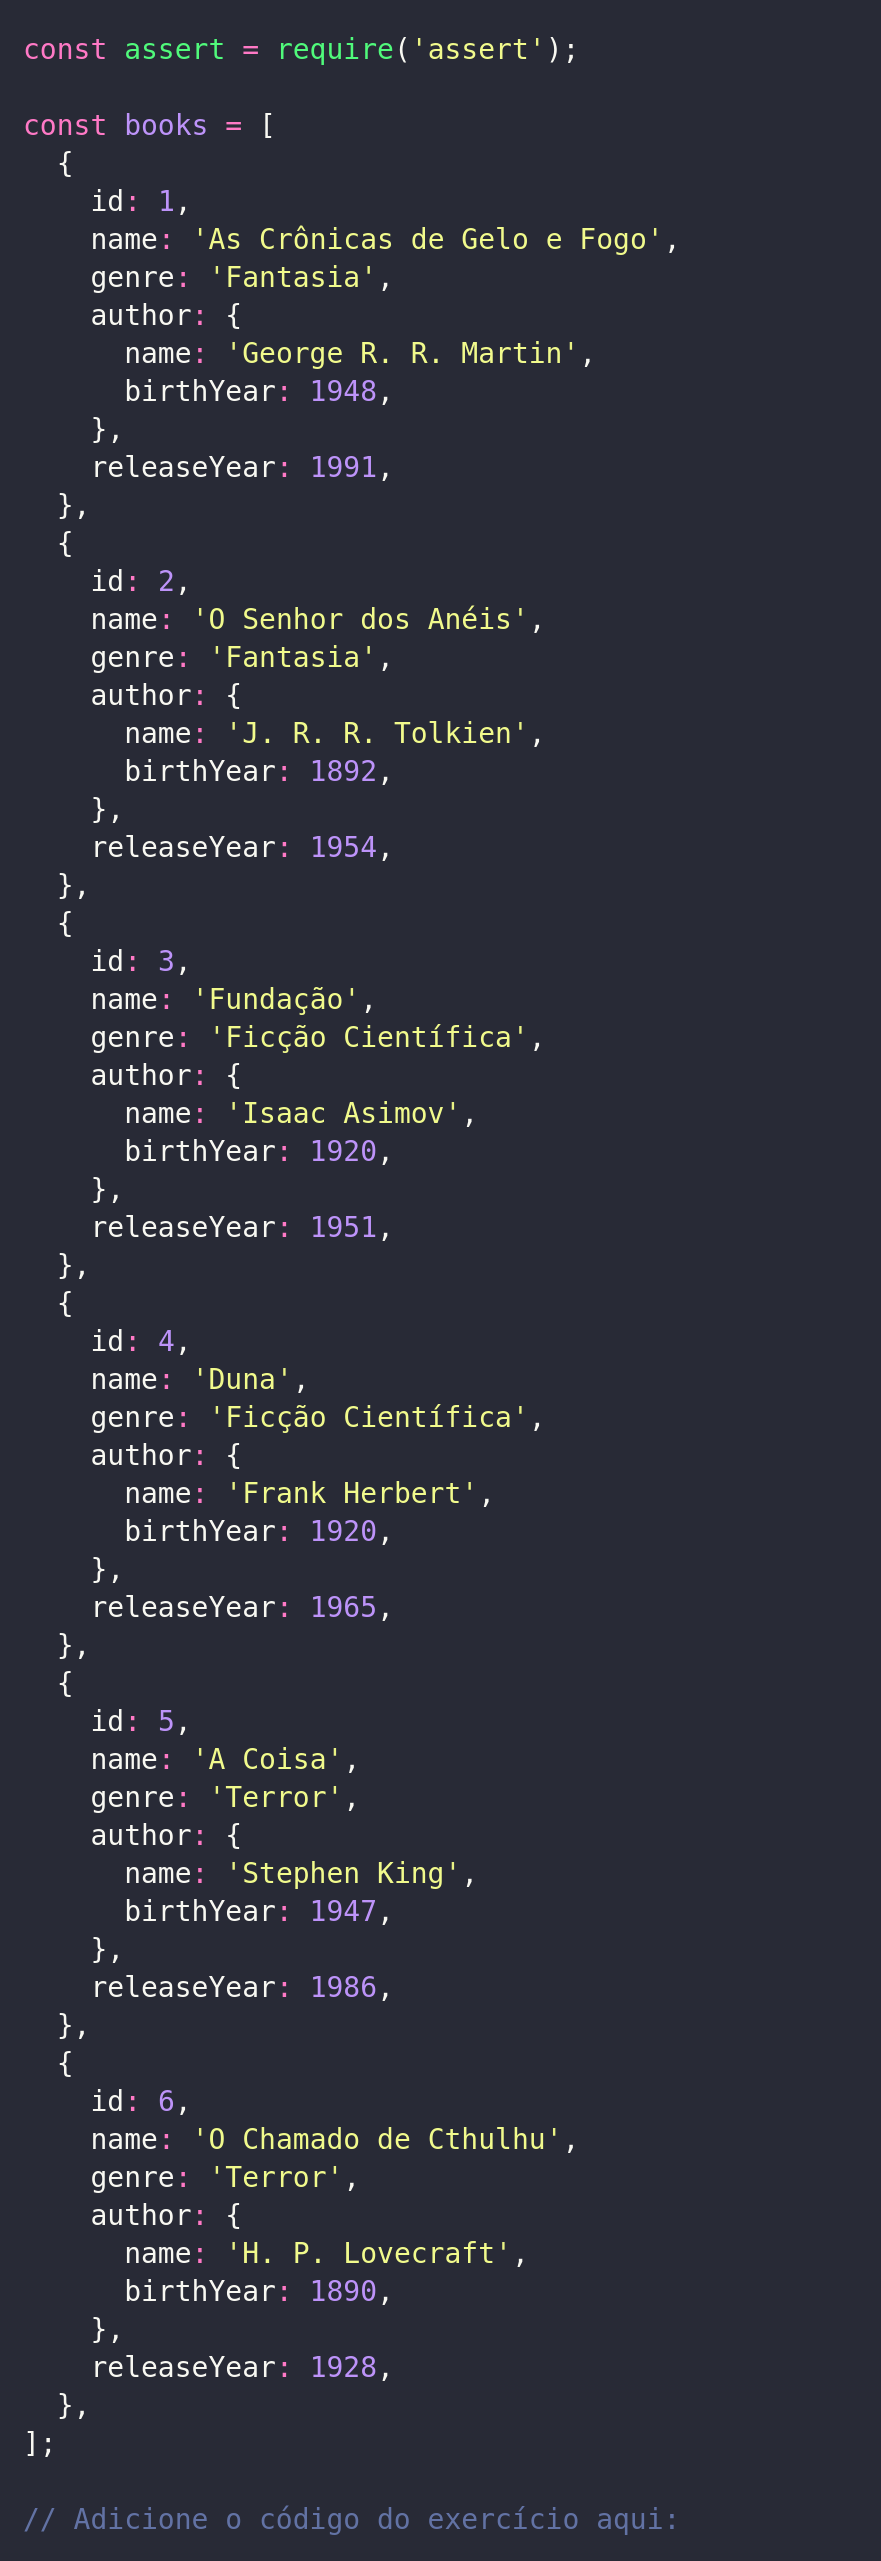 const assert = require('assert');

const books = [
  {
    id: 1,
    name: 'As Crônicas de Gelo e Fogo',
    genre: 'Fantasia',
    author: {
      name: 'George R. R. Martin',
      birthYear: 1948,
    },
    releaseYear: 1991,
  },
  {
    id: 2,
    name: 'O Senhor dos Anéis',
    genre: 'Fantasia',
    author: {
      name: 'J. R. R. Tolkien',
      birthYear: 1892,
    },
    releaseYear: 1954,
  },
  {
    id: 3,
    name: 'Fundação',
    genre: 'Ficção Científica',
    author: {
      name: 'Isaac Asimov',
      birthYear: 1920,
    },
    releaseYear: 1951,
  },
  {
    id: 4,
    name: 'Duna',
    genre: 'Ficção Científica',
    author: {
      name: 'Frank Herbert',
      birthYear: 1920,
    },
    releaseYear: 1965,
  },
  {
    id: 5,
    name: 'A Coisa',
    genre: 'Terror',
    author: {
      name: 'Stephen King',
      birthYear: 1947,
    },
    releaseYear: 1986,
  },
  {
    id: 6,
    name: 'O Chamado de Cthulhu',
    genre: 'Terror',
    author: {
      name: 'H. P. Lovecraft',
      birthYear: 1890,
    },
    releaseYear: 1928,
  },
];

// Adicione o código do exercício aqui: